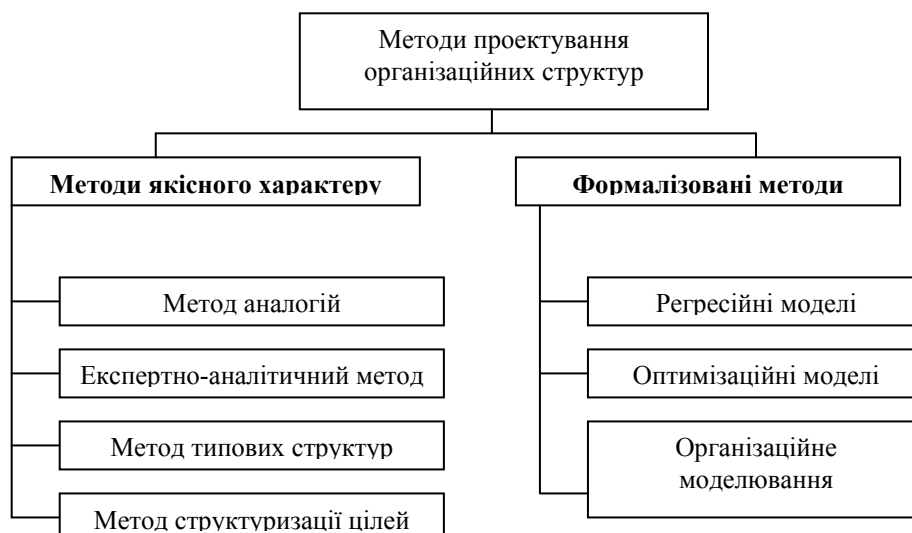 Методи проектування
організаційних структур
Методи якісного характеру
Формалізовані методи
Метод аналогій
Експертно-аналітичний метод
Метод типових структур
Метод структуризації цілей
Регресійні моделі
Оптимізаційні моделі
Організаційне
моделювання